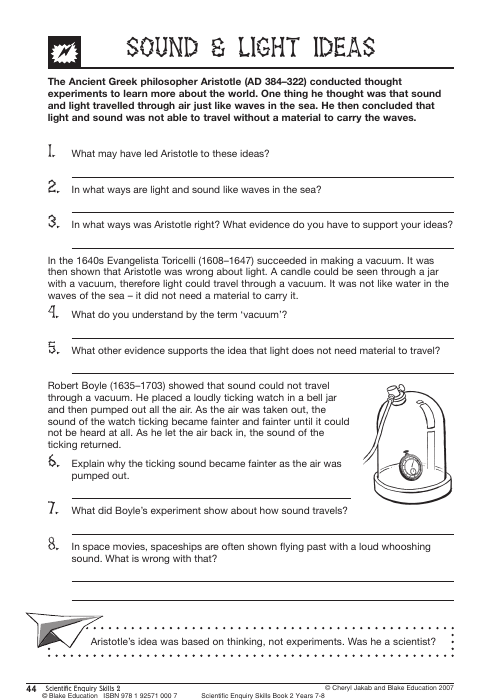 SOUND & LIGHT IDEAS
The Ancient Greek philosopher Aristotle (AD 384–322) conducted thought
experiments to learn more about the world. One thing he thought was that sound
and light travelled through air just like waves in the sea. He then concluded that
light and sound was not able to travel without a material to carry the waves.
1. What may have led Aristotle to these ideas?
2. In what ways are light and sound like waves in the sea?
3. In what ways was Aristotle right? What evidence do you have to support your ideas?
In the 1640s Evangelista Toricelli (1608–1647) succeeded in making a vacuum. It was
then shown that Aristotle was wrong about light. A candle could be seen through a jar
with a vacuum, therefore light could travel through a vacuum. It was not like water in the
waves of the sea – it did not need a material to carry it.
4. What do you understand by the term ‘vacuum’?
5. What other evidence supports the idea that light does not need material to travel?
Robert Boyle (1635–1703) showed that sound could not travel
through a vacuum. He placed a loudly ticking watch in a bell jar
and then pumped out all the air. As the air was taken out, the
sound of the watch ticking became fainter and fainter until it could
not be heard at all. As he let the air back in, the sound of the
ticking returned.
6. Explain why the ticking sound became fainter as the air was
pumped out.
7. What did Boyle’s experiment show about how sound travels?
8. In space movies, spaceships are often shown flying past with a loud whooshing
sound. What is wrong with that?
Aristotle’s idea was based on thinking, not experiments. Was he a scientist?
44 Scientific Enquiry Skills 2 © Cheryl Jakab and Blake Education 2007
© Blake Education ISBN 978 1 92571 000 7 Scientific Enquiry Skills Book 2 Years 7-8